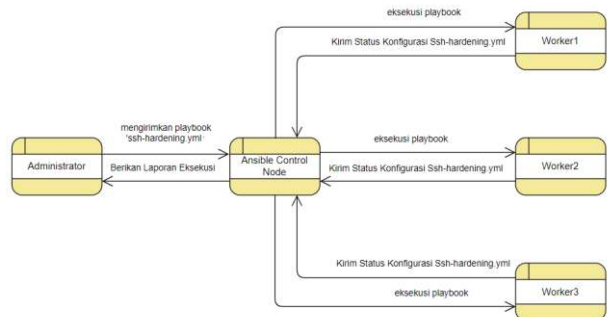 eksekusi playbook
Kirim Status Konfigurasi Ssh-hardening.yml
Worker1
mengirimkan playbook
'ssh-hardening.yml'
Administrator
Berikan Laporan Eksekusi
Ansible Control
Node
eksekusi playbook
Kirim Status Konfigurasi Ssh-hardening.yml
Worker2
Kirim Status Konfigurasi Ssh-hardening.yml
eksekusi playbook
Worker3